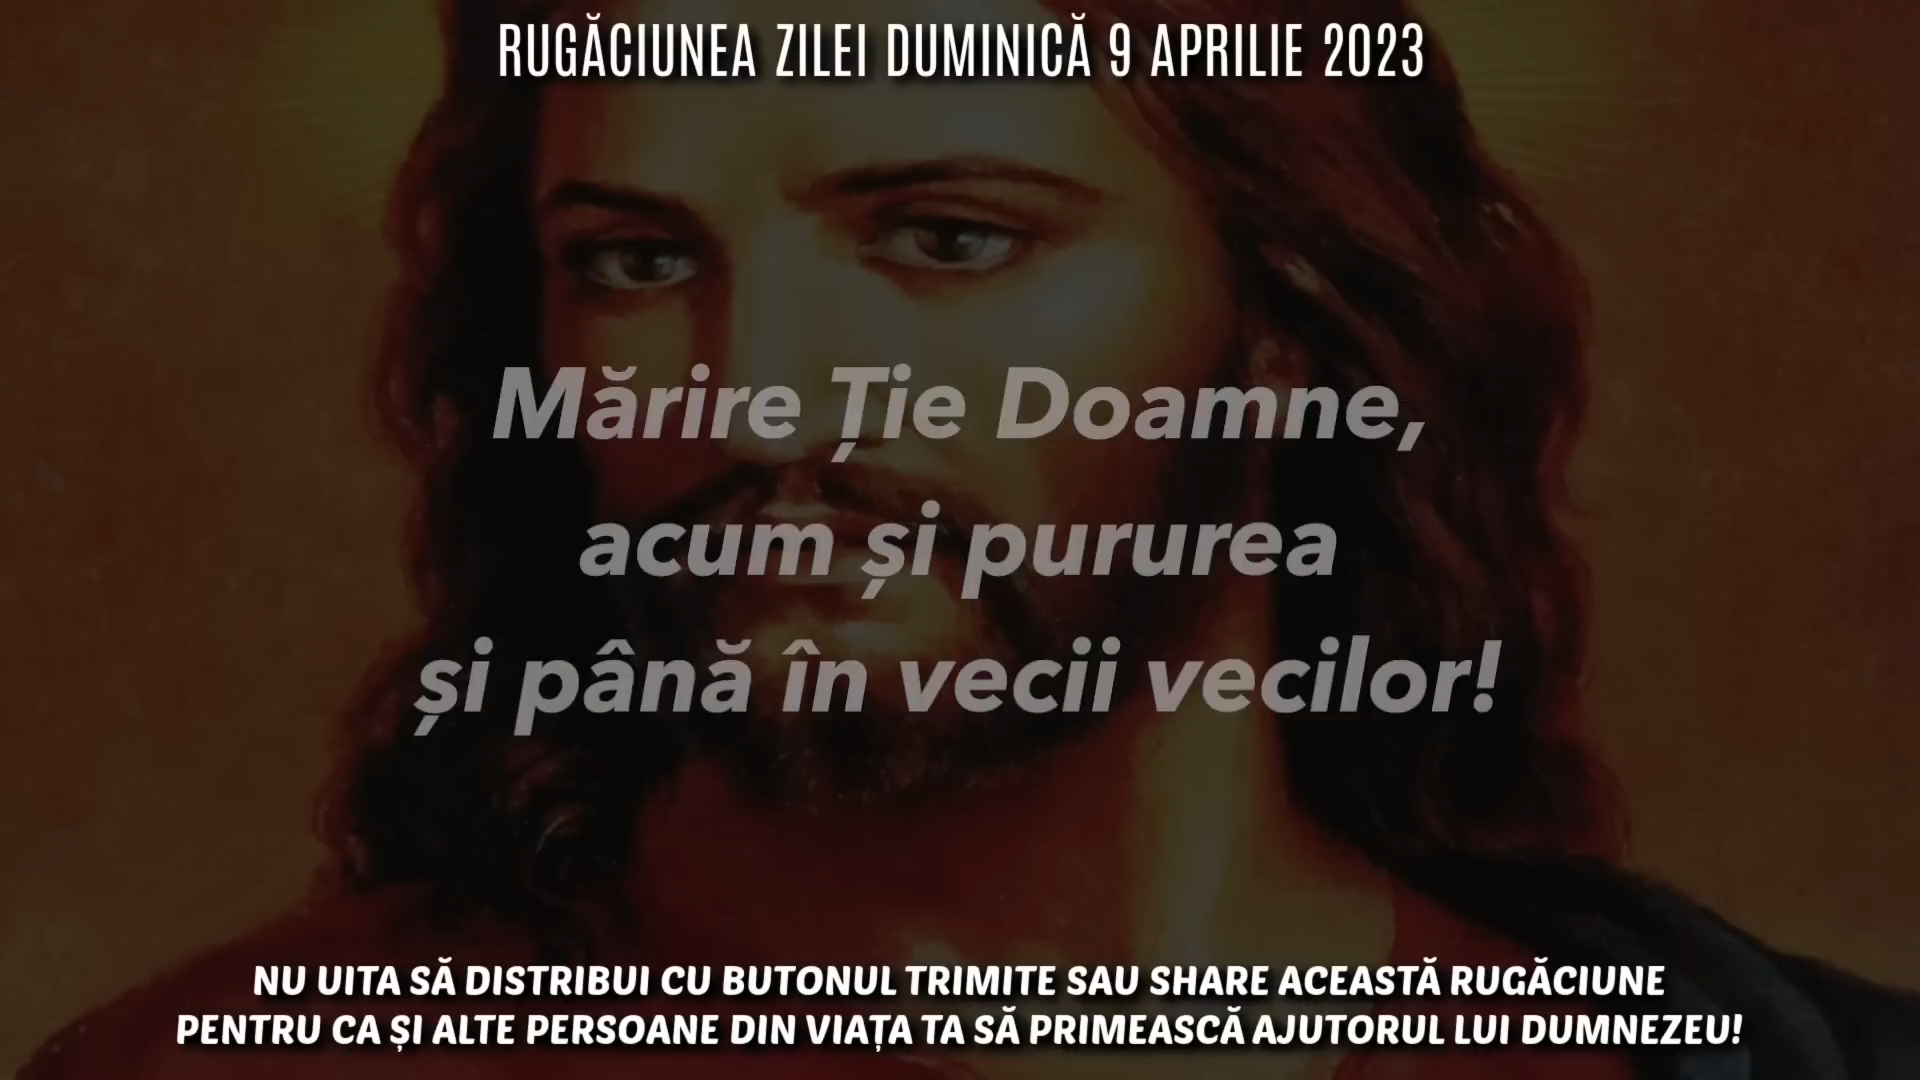 RUGĂCIUNEA ZILEI DUMINICĂ 9 APRILIE 2023
Mărire Ție Doamne,
acum și pururea
și până în vecii vecilor!
NU UITA SĂ DISTRIBUI CU BUTONUL TRIMITE SAU SHARE ACEASTĂ RUGĂCIUNE
PENTRU CA ȘI ALTE PERSOANE DIN VIAȚA TA SĂ PRIMEASCĂ AJUTORUL LUI DUMNEZEU!